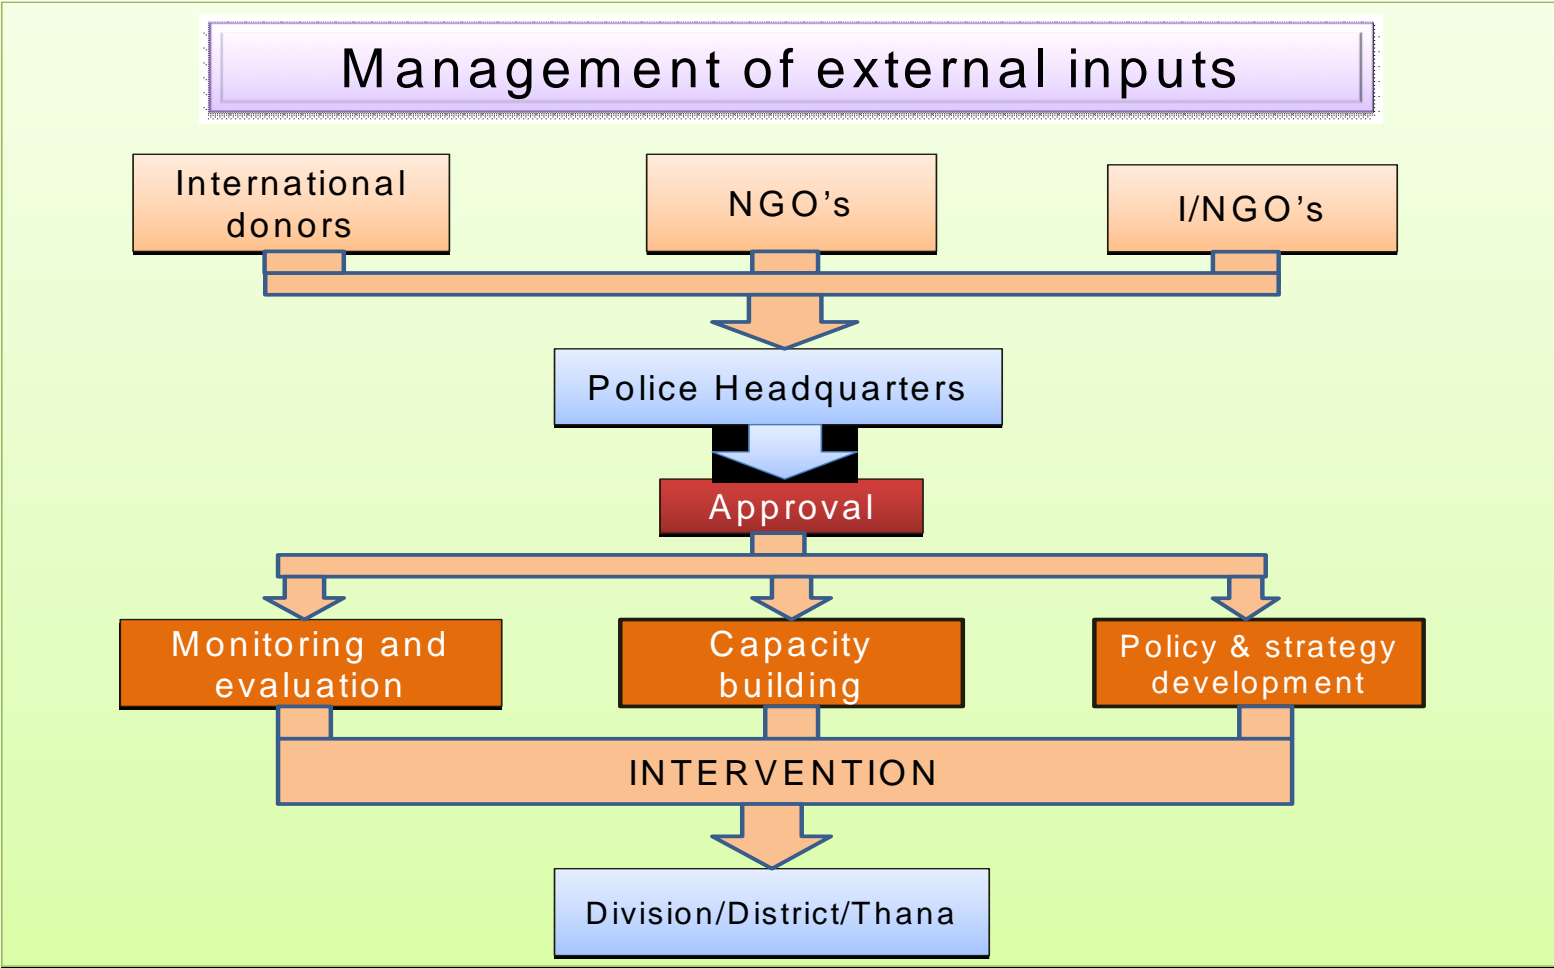 Management of external inputs
International
donors
NGO’s
I/NGO’s
Police Headquarters
Approval
Monitoring and
evaluation
Capacity
building
Policy & strategy
development
INTERVENTION
Division/District/Thana